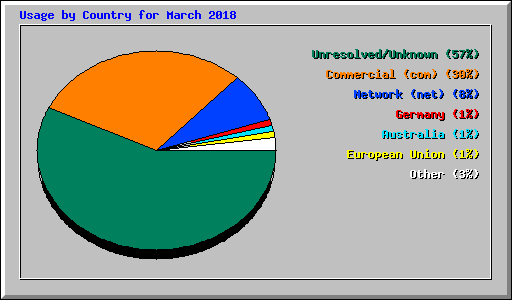 Usage by Country for March 2018
Unresolved/Unknown (57%)
Commercial (com) (30%)
Network (net) (8%)
Germany (1%)
Australia (1%)
European Union (1%)
Other (3%)